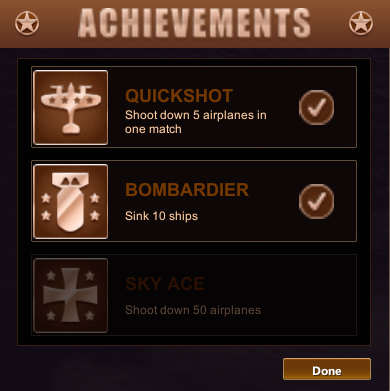 ACHIEVEMENTS
QUICKSHOT
Shoot down 5 airplanes in
one match
BOMBARDIER
Sink 10 ships
SKY ACE
Shoot down 50 airplanes
Done